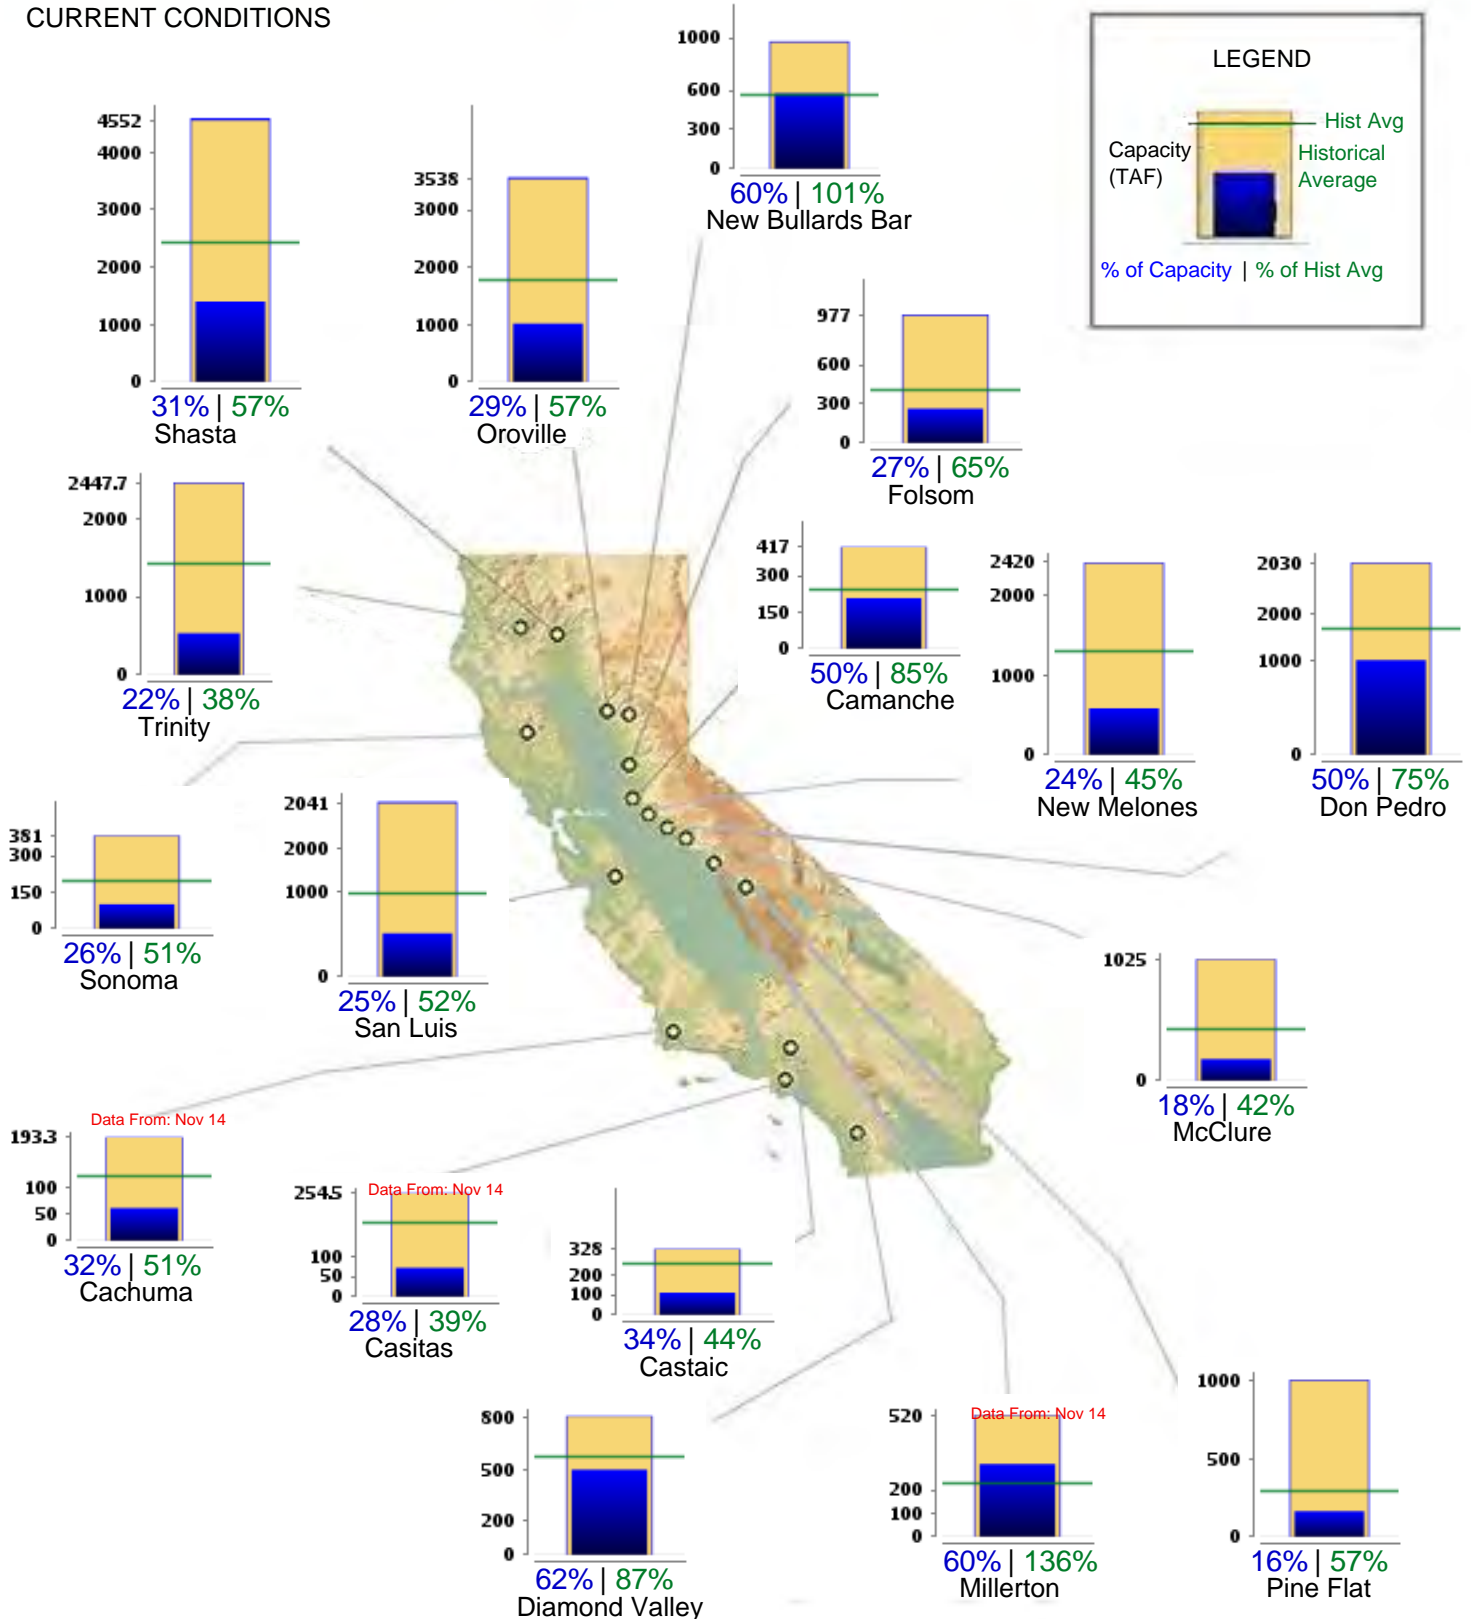 CURRENT CONDITIONS
1000
600
300
0
60% | 101%
New Bullards Bar
LEGEND
Hist Avg
Capacity
(TAF)
Historical
Average
% of Capacity | % of Hist Avg
4552
4000
3000
2000
1000
0
31% | 57%
Shasta
3538
3000
2000
1000
0
29% | 57%
Oroville
977
600
300
0
27% | 65%
Folsom
2447.7
2000
1000
0
22% | 38%
Trinity
417
300
150
0
50% | 85%
Camanche
2420
2000
1000
0
24% | 45%
New Melones
2030
2000
1000
0
50% | 75%
Don Pedro
381
300
150
0
26% | 51%
Sonoma
2041
2000
1000
0
25% | 52%
San Luis
1025
0
18% | 42%
McClure
Data From: Nov 14
193.3
100
50
0
32% | 51%
Cachuma
Data From: Nov 14
254.5
100
50
0
28% | 39%
Casitas
328
200
100
0
34% | 44%
Castaic
800
500
200
0
62% | 87%
Diamond Valley
Data From: Nov 14
520
200
100
0
60% | 136%
Millerton
1000
500
0
16% | 57%
Pine Flat